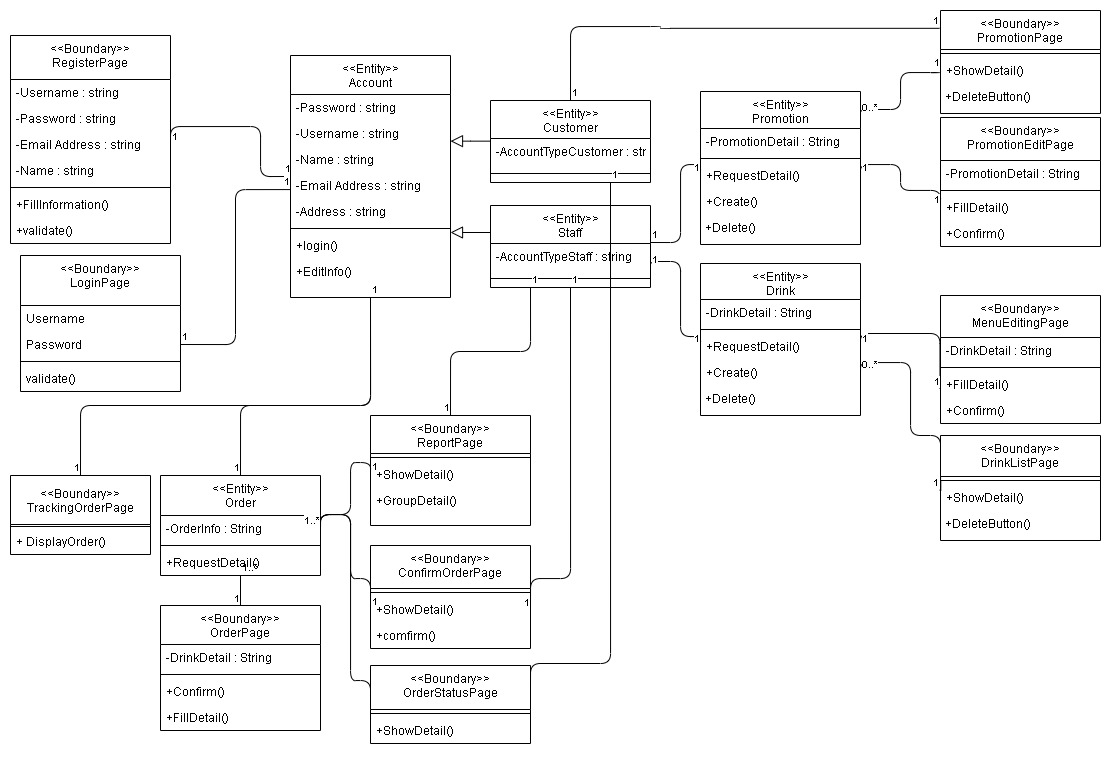 <<Boundary>>
RegisterPage
-Username : string
-Password : string
-Email Address : string
-Name : string
+FillInformation()
+validate()
1
1
<<Boundary>>
LoginPage
Username
Password
validate()
1
1
<<Entity>>
Account
-Password : string
-Username : string
-Name : string
-Email Address : string
-Address : string
+login()
+EditInfo()
1
<<Entity>>
Customer
-AccountTypeCustomer : str
1
1
<<Entity>>
Staff
-AccountTypeStaff : string
1
1
1
1
<<Entity>>
Promotion
-PromotionDetail : String
+RequestDetail()
+Create()
+Delete()
1
0..*
1
<<Entity>>
Drink
-DrinkDetail : String
+RequestDetail()
+Create()
+Delete()
1
1
0..*
<<Boundary>>
PromotionPage
+ShowDetail()
+DeleteButton()
1
1
<<Boundary>>
PromotionEditPage
-PromotionDetail : String
+FillDetail()
+Confirm()
1
<<Boundary>>
MenuEditingPage
-DrinkDetail : String
+FillDetail()
+Confirm()
1
<<Boundary>>
DrinkListPage
+ShowDetail()
+DeleteButton()
1
<<Boundary>>
TrackingOrderPage
+ DisplayOrder()
1
<<Entity>>
Order
-OrderInfo : String
+RequestDetail()
1
1..*
1..*
<<Boundary>>
OrderPage
-DrinkDetail : String
+Confirm()
+FillDetail()
1
<<Boundary>>
ReportPage
+ShowDetail()
+GroupDetail()
1
1
<<Boundary>>
ConfirmOrderPage
+ShowDetail()
+comfirm()
1
1
<<Boundary>>
OrderStatusPage
+ShowDetail()